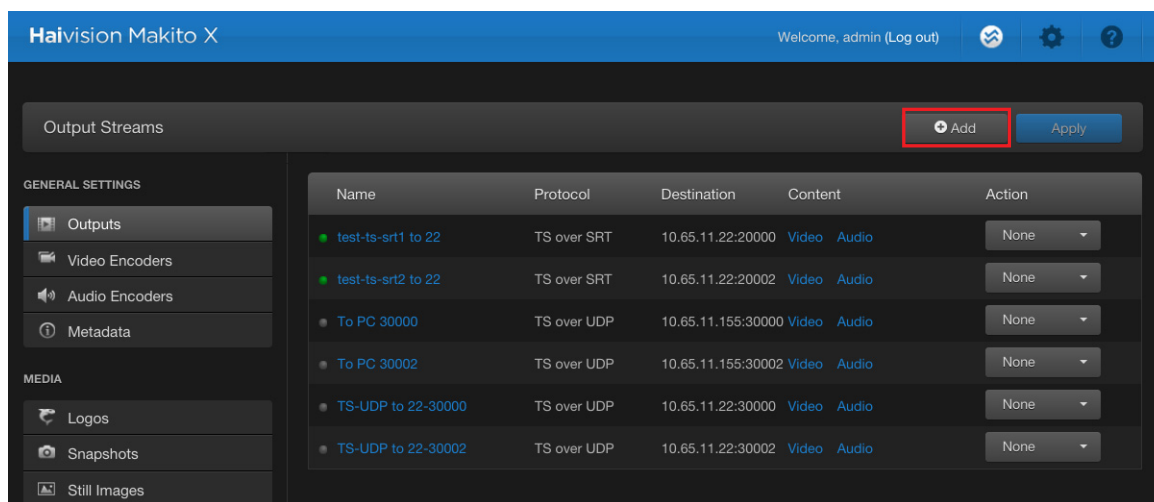 Haivision Makito X
Welcome, admin (Log out)
Output Streams
Add
Apply
GENERAL SETTINGS
Outputs
Video Encoders
Audio Encoders
Metadata
MEDIA
Logos
Snapshots
Still Images
Name Protocol Destination Content Action
test-ts-srt1 to 22 TS over SRT 10.65.11.22:20000 Video Audio None
test-ts-srt2 to 22 TS over SRT 10.65.11.22:20002 Video Audio None
To PC 30000 TS over UDP 10.65.11.155:30000 Video Audio None
To PC 30002 TS over UDP 10.65.11.155:30002 Video Audio None
TS-UDP to 22-30000 TS over UDP 10.65.11.22:30000 Video Audio None
TS-UDP to 22-30002 TS over UDP 10.65.11.22:30002 Video Audio None